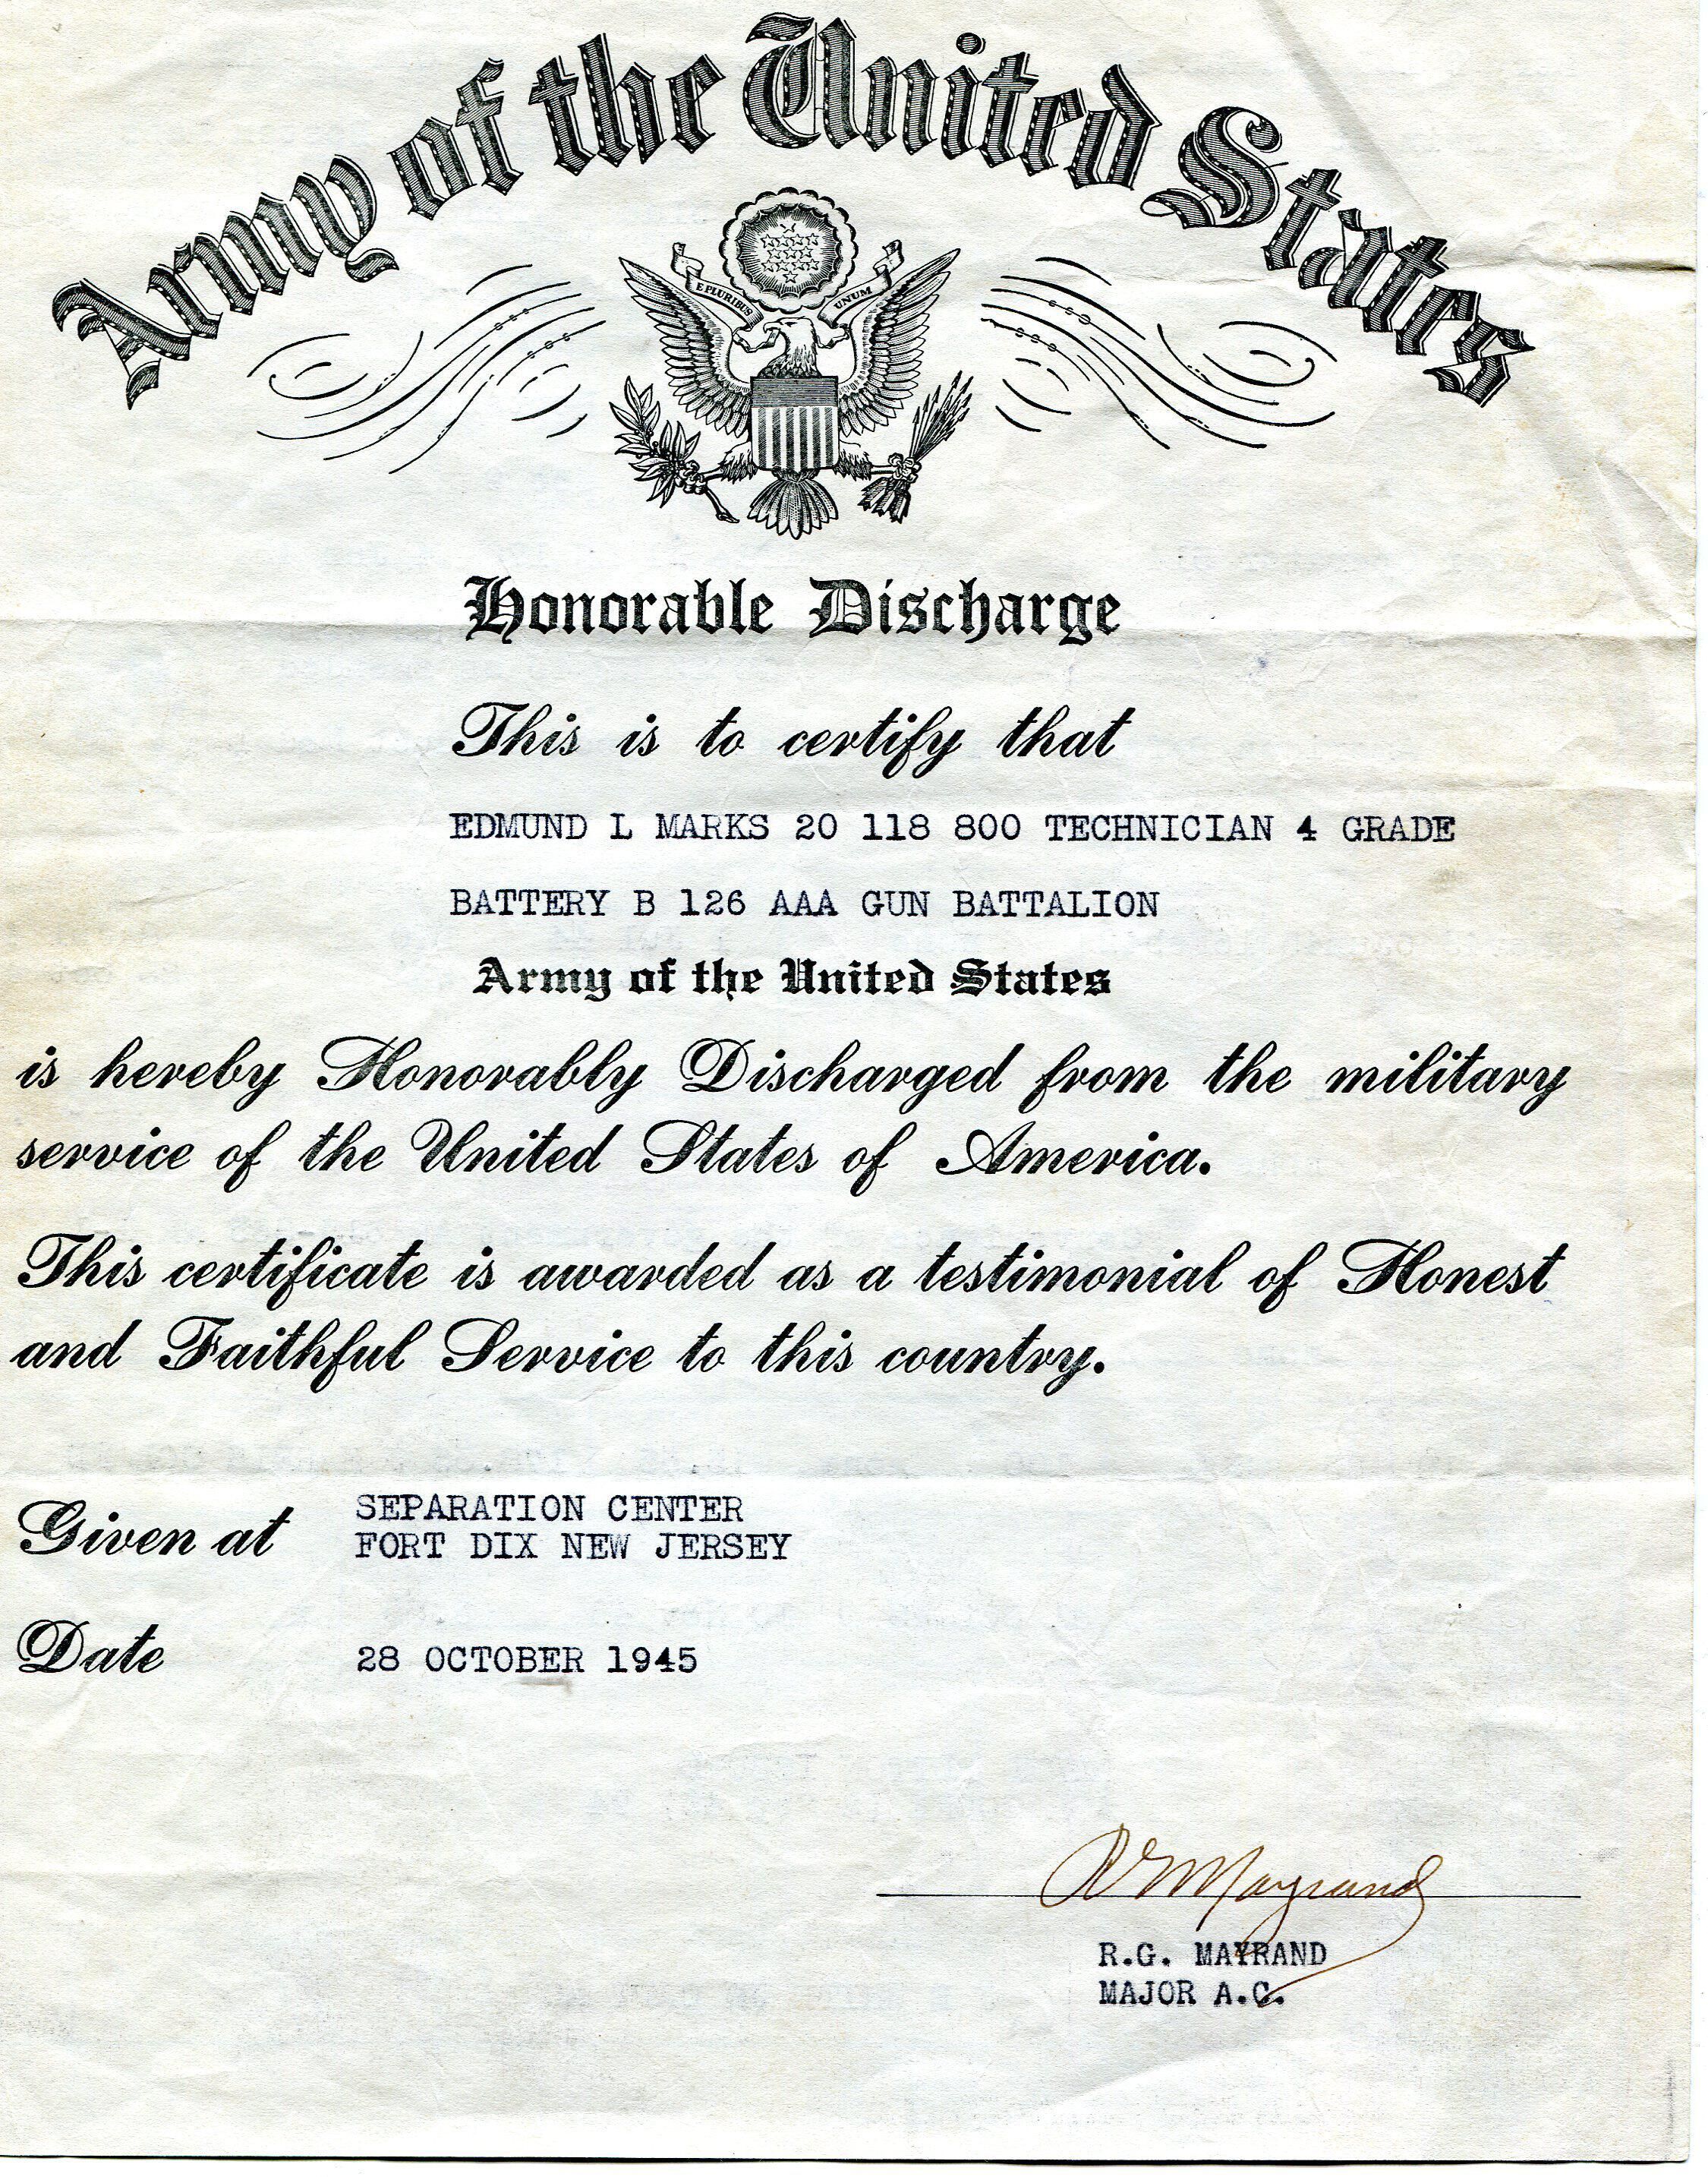 Army of the United States
E PLURIBUS UNUM
Honorable Discharge
This is to certify that
EDMUND L MARKS 20 118 800 TECHNICIAN 4 GRADE
BATTERY B 126 AAA GUN BATTALION
Army of the United States
is hereby Honorably Discharged from the military
service of the United States of America.
This certificate is awarded as a testimonial of Honest
and Faithful Service to this country.
Given at SEPARATION CENTER
FORT DIX NEW JERSEY
Date 28 OCTOBER 1945
R G Mayrand
R.G. MAYRAND
MAJOR A.C.